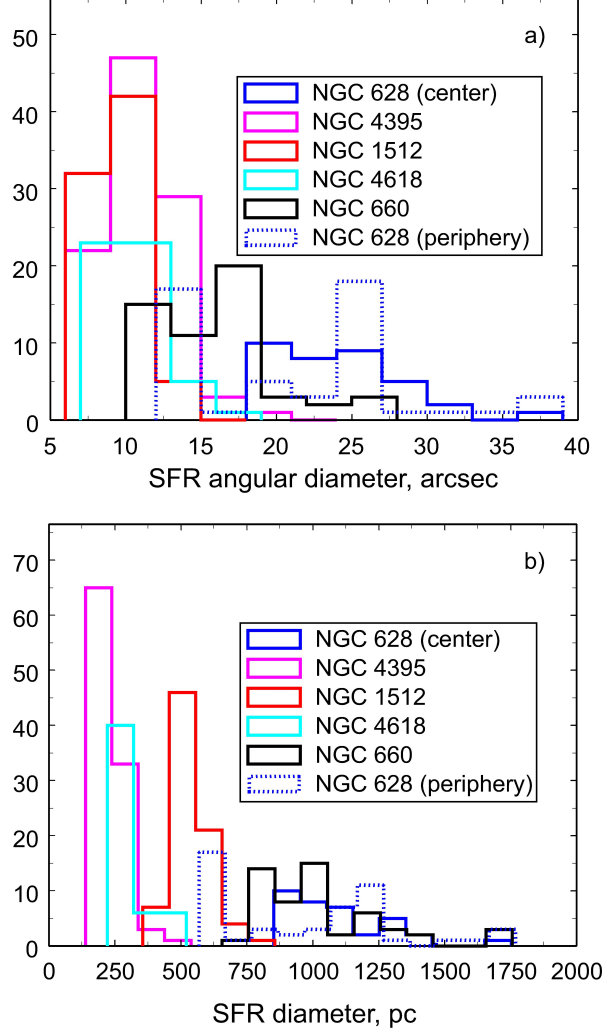 50
a)
NGC 628 (center)
40
NGC 4395
NGC 1512
30
NGC 4618
NGC 660
NGC 628 (periphery)
20
10
0
5 10 15 20 25 30 35 40
SFR angular diameter, arcsec
70
b)
60
NGC 628 (center)
50
NGC 4395
NGC 1512
40
NGC 4618
NGC 660
30
NGC 628 (periphery)
20
10
0
0 250 500 750 1000 1250 1500 1750 2000
SFR diameter, pc